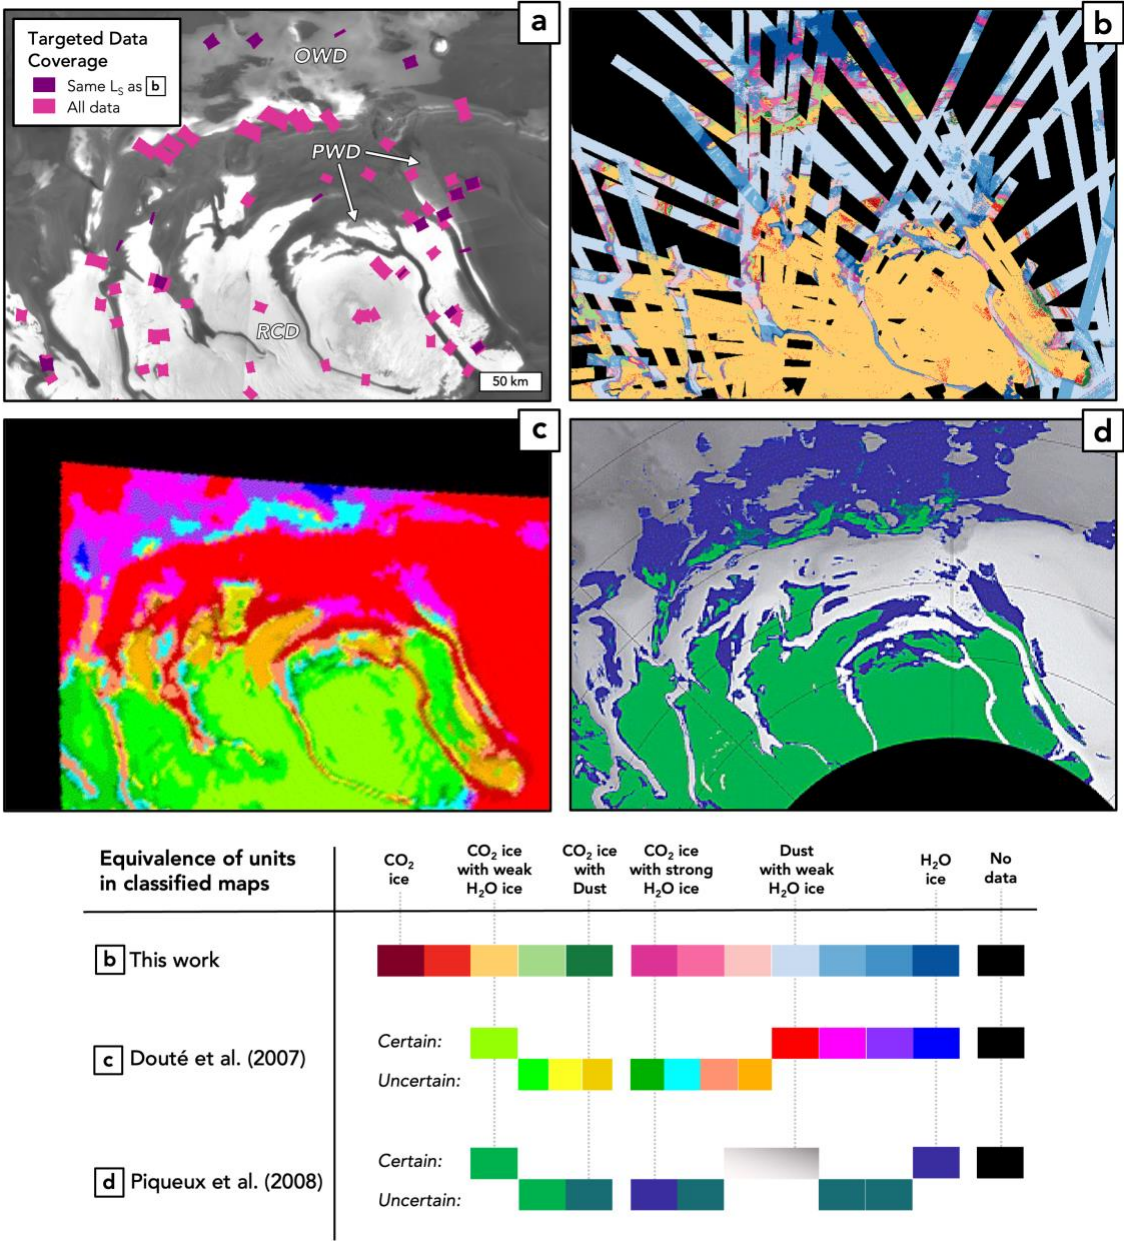 a
Targeted Data
Coverage
Same LS as b
All data
OWD
PWD
RCD
50 km
b
c
d
Equivalence of units
in classified maps
CO2
ice
CO2 ice
with weak
H2O ice
CO2 ice
with
Dust
CO2 ice
with strong
H2O ice
Dust
with weak
H2O ice
H2O
ice
No
data
b This work
c Douté et al. (2007)
Certain:
Uncertain:
d Piqueux et al. (2008)
Certain:
Uncertain: